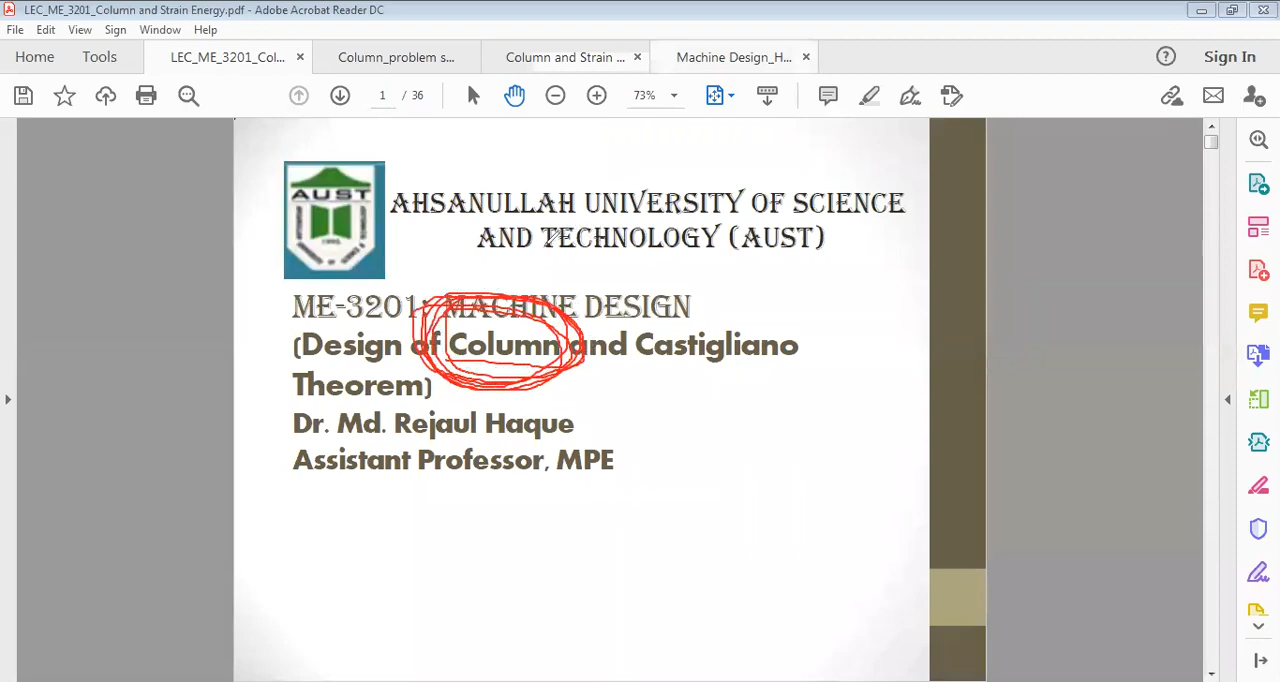 LEC_ME_3201_Column and Strain Energy.pdf - Adobe Acrobat Reader DC
File Edit View Sign Window Help
Home Tools LEC_ME_3201_Col... × Column_problem s... Column and Strain ... × Machine Design_H... × Sign In
1 / 36 73%
AUST
AHSANULLAH UNIVERSITY OF SCIENCE
AND TECHNOLOGY (AUST)
ME-3201: MACHINE DESIGN
(Design of Column and Castigliano
Theorem)
Dr. Md. Rejaul Haque
Assistant Professor, MPE